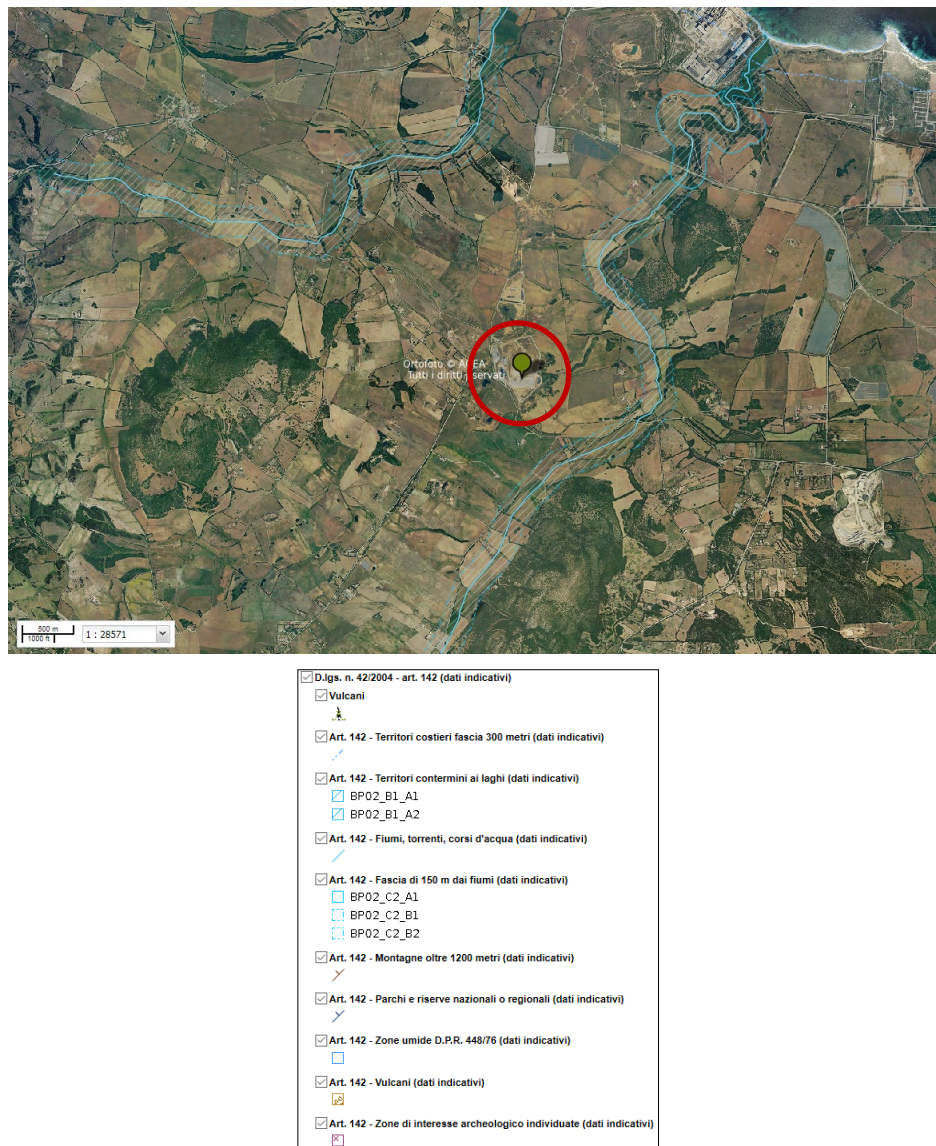 Ortofoto © AGEA
Tutti i diritti riservati
500 m
1000 ft
1 : 28571
D.lgs. n. 42/2004 - art. 142 (dati indicativi)
Vulcani
Art. 142 - Territori costieri fascia 300 metri (dati indicativi)
Art. 142 - Territori contermini ai laghi (dati indicativi)
BP02_B1_A1
BP02_B1_A2
Art. 142 - Fiumi, torrenti, corsi d'acqua (dati indicativi)
Art. 142 - Fascia di 150 m dai fiumi (dati indicativi)
BP02_C2_A1
BP02_C2_B1
BP02_C2_B2
Art. 142 - Montagne oltre 1200 metri (dati indicativi)
Art. 142 - Parchi e riserve nazionali o regionali (dati indicativi)
Art. 142 - Zone umide D.P.R. 448/76 (dati indicativi)
Art. 142 - Vulcani (dati indicativi)
Art. 142 - Zone di interesse archeologico individuate (dati indicativi)